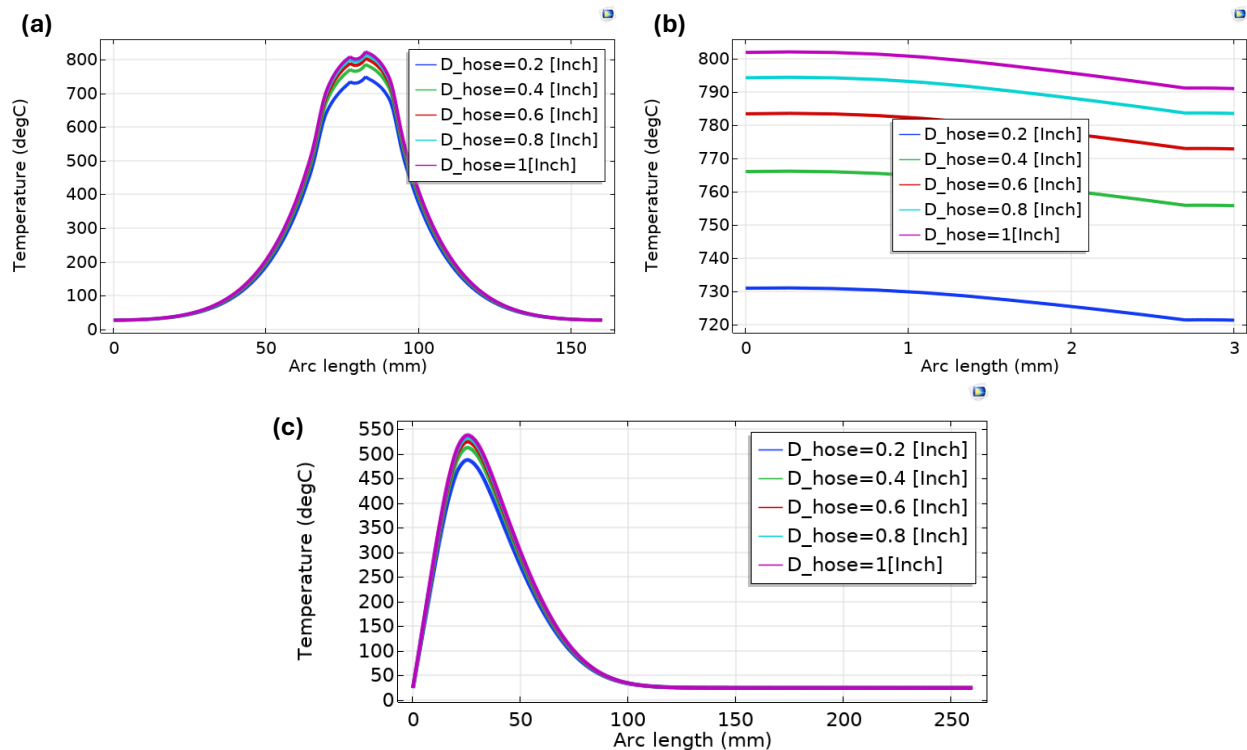 (a)
Temperature (degC)
800
700
600
500
400
300
200
100
0
D_hose=0.2 [Inch]
D_hose=0.4 [Inch]
D_hose=0.6 [Inch]
D_hose=0.8 [Inch]
D_hose=1[Inch]
0 50 100 150
Arc length (mm)
(b)
Temperature (degC)
800
790
780
770
760
750
740
730
720
D_hose=0.2 [Inch]
D_hose=0.4 [Inch]
D_hose=0.6 [Inch]
D_hose=0.8 [Inch]
D_hose=1[Inch]
0 1 2 3
Arc length (mm)
(c)
Temperature (degC)
550
500
450
400
350
300
250
200
150
100
50
0
D_hose=0.2 [Inch]
D_hose=0.4 [Inch]
D_hose=0.6 [Inch]
D_hose=0.8 [Inch]
D_hose=1[Inch]
0 50 100 150 200 250
Arc length (mm)